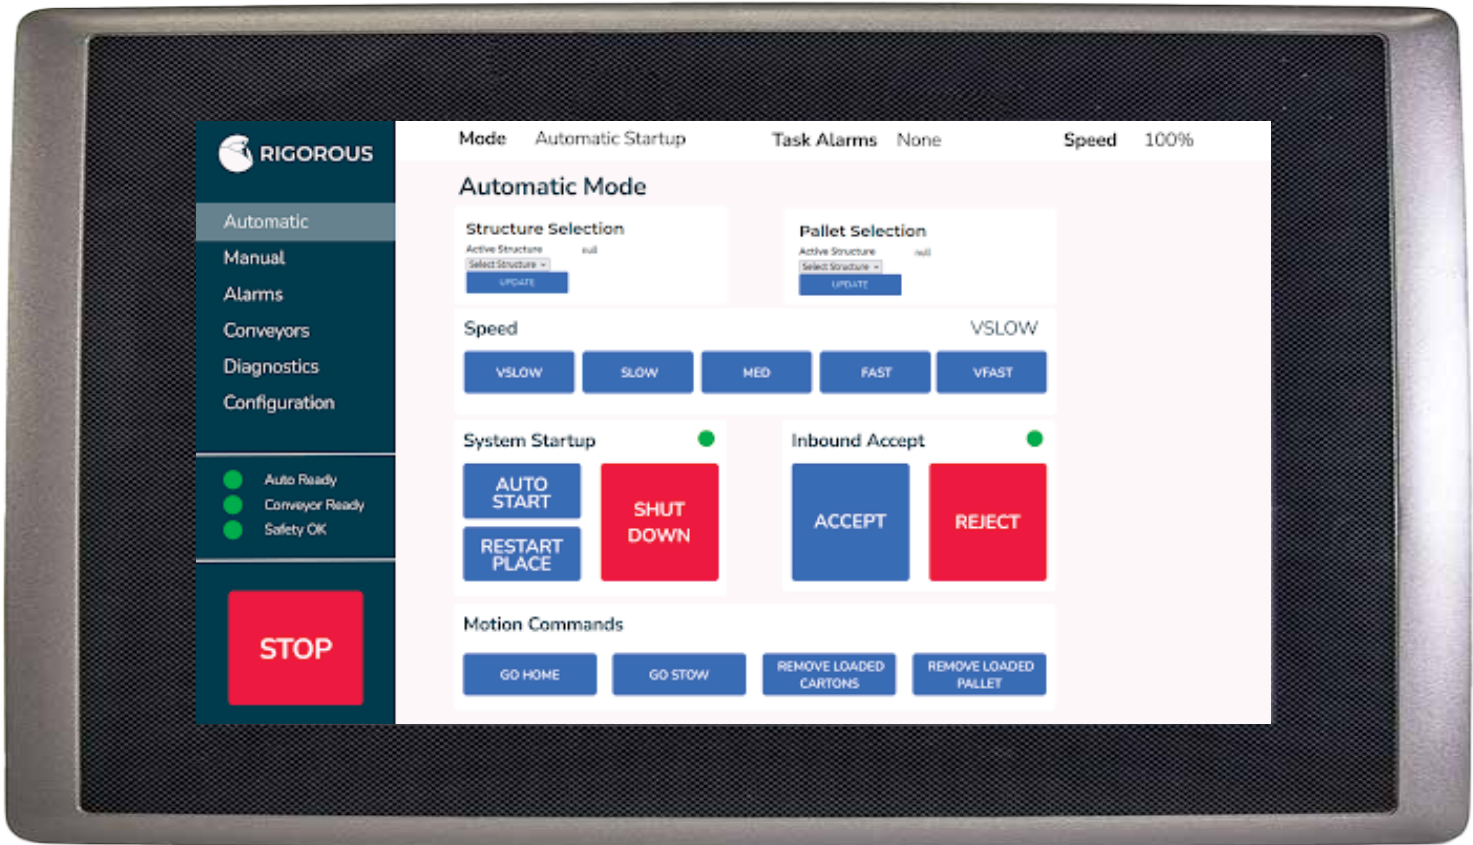 RIGOROUS
Mode Automatic Startup Task Alarms None Speed 100%
Automatic
Manual
Alarms
Conveyors
Diagnostics
Configuration
Auto Ready
Conveyor Ready
Safety OK
STOP
Automatic Mode
Structure Selection
Active Structure null
Select Structure
UPDATE
Pallet Selection
Active Structure null
Select Structure
UPDATE
Speed VSLOW
VSLOW SLOW MED FAST VFAST
System Startup
AUTO
START
RESTART
PLACE
SHUT
DOWN
Inbound Accept
ACCEPT REJECT
Motion Commands
GO HOME
GO STOW
REMOVE LOADED
CARTONS
REMOVE LOADED
PALLET